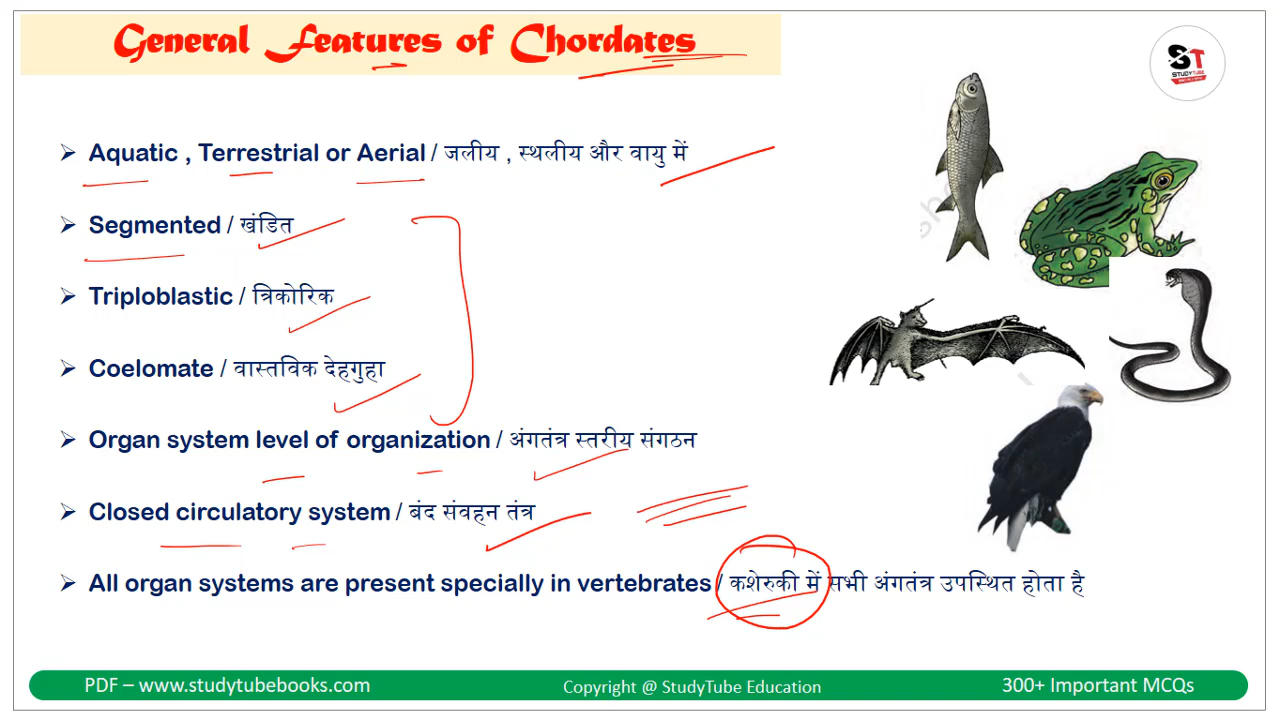 General Features of Chordates
ST
STUDYTUBE
➢ Aquatic , Terrestrial or Aerial / जलीय , स्थलीय और वायु में
➢ Segmented / खंडित
➢ Triploblastic / त्रिकोरिक
➢ Coelomate / वास्तविक देहगुहा
➢ Organ system level of organization / अंगतंत्र स्तरीय संगठन
➢ Closed circulatory system / बंद संवहन तंत्र
➢ All organ systems are present specially in vertebrates / कशेरुकी में सभी अंगतंत्र उपस्थित होता है
PDF – www.studytubebooks.com
Copyright @ StudyTube Education
300+ Important MCQs